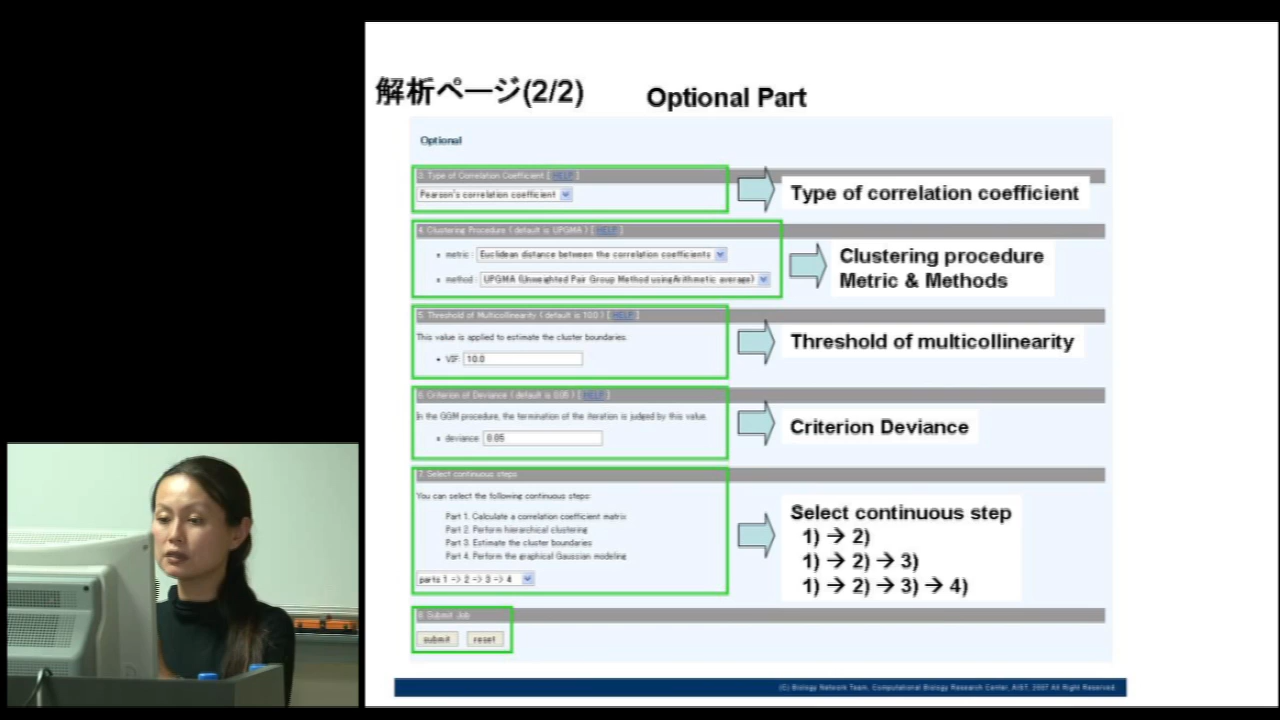 解析ページ(2/2)
Optional Part
Optional
3. Type of Correlation Coefficient [ HELP ]
Pearson's correlation coefficient
Type of correlation coefficient
4. Clustering Procedure ( default is UPGMA ) [ HELP ]
metric : Euclidean distance between the correlation coefficients
method : UPGMA (Unweighted Pair Group Method using Arithmetic average)
Clustering procedure
Metric & Methods
5. Threshold of Multicollinearity ( default is 10.0 ) [ HELP ]
This value is applied to estimate the cluster boundaries.
VIF: 10.0
Threshold of multicollinearity
6. Criterion of Deviance ( default is 0.05 ) [ HELP ]
In the GGM procedure, the termination of the iteration is judged by this value.
deviance: 0.05
Criterion Deviance
7. Select continuous steps
You can select the following continuous steps:
Part 1. Calculate a correlation coefficient matrix
Part 2. Perform hierarchical clustering
Part 3. Estimate the cluster boundaries
Part 4. Perform the graphical Gaussian modeling
parts 1 -> 2 -> 3 -> 4
Select continuous step
1) → 2)
1) → 2) → 3)
1) → 2) → 3) → 4)
8. Submit Job
submit reset
(C) Biology Network Team, Computational Biology Research Center, AIST, 2007 All Right Reserved.